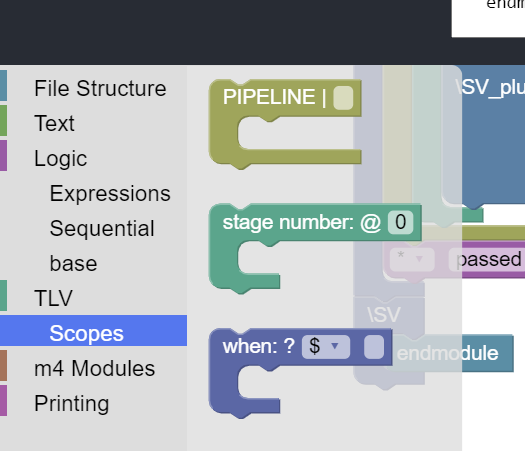 endm
File Structure
Text
Logic
Expressions
Sequential
base
TLV
Scopes
m4 Modules
Printing
PIPELINE |
stage number: @ 0
when: ? $
\SV_plu
* passed
\SV
endmodule